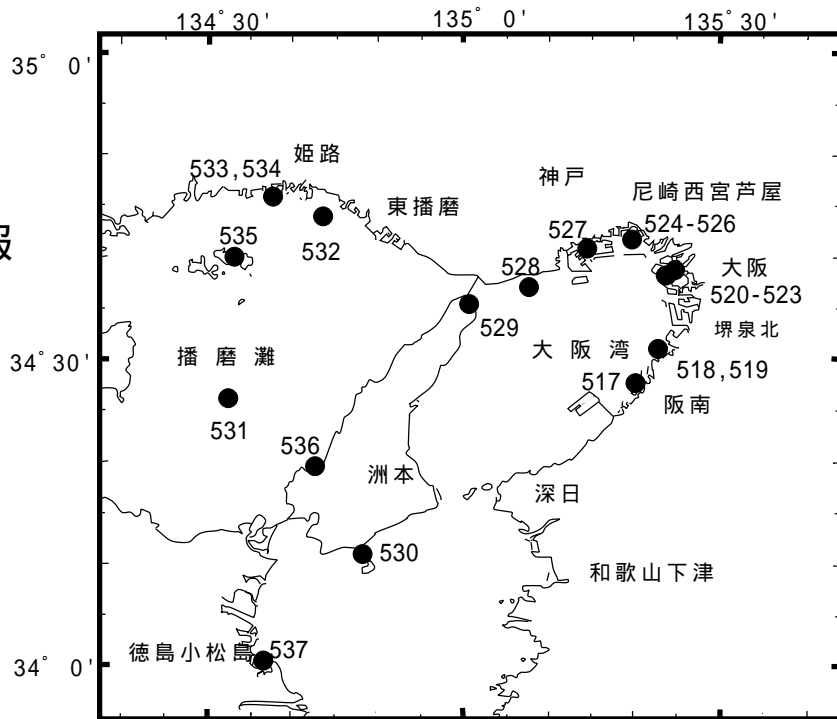 134° 30'
135° 0'
135° 30'
35° 0'
姫路
533,534
神戸
尼崎西宮芦屋
東播磨
527
524-526
報
535
532
528
大阪
520-523
529
堺泉北
34° 30'
播磨灘
大阪湾
518,519
517
阪南
531
536
洲本
深日
530
和歌山下津
徳島小松島
537
34° 0'